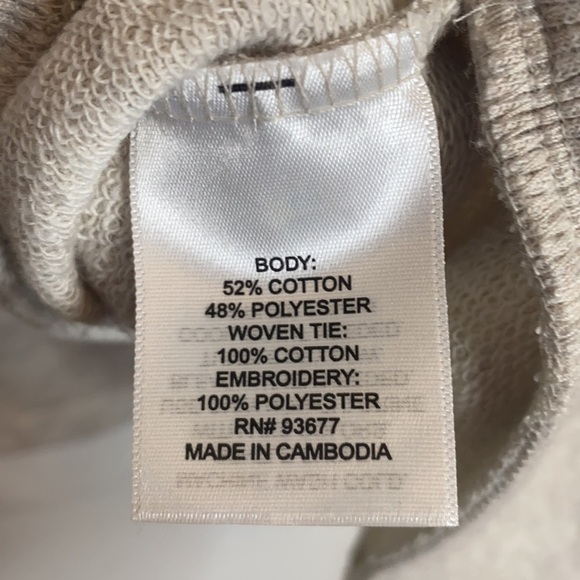 BODY:
52% COTTON
48% POLYESTER
WOVEN TIE:
100% COTTON
EMBROIDERY:
100% POLYESTER
RN# 93677
MADE IN CAMBODIA